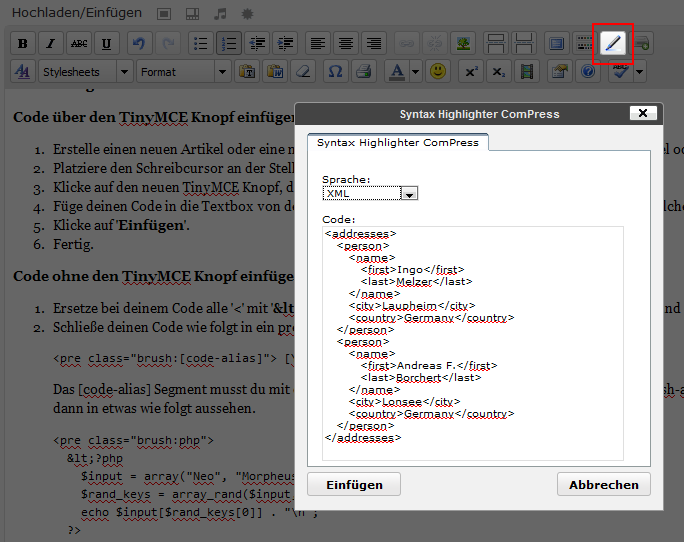 Hochladen/Einfügen
B I ABC U
Stylesheets Format
Code über den TinyMCE Knopf einfügen
1. Erstelle einen neuen Artikel oder eine
2. Platziere den Schreibcursor an der
3. Klicke auf den neuen TinyMCE Knopf,
4. Füge deinen Code in die Textbox von
5. Klicke auf 'Einfügen'.
6. Fertig.
Code ohne den TinyMCE Knopf
1. Ersetze bei deinem Code alle '<' mit '&lt
und
2. Schließe deinen Code wie folgt in ein
<pre class="brush:[code-alias]">
Das [code-alias] Segment musst du mit
dann in etwas wie folgt aussehen.
<pre class="brush:php">
&lt;?php
$input = array("Neo",
$rand_keys = array_rand($input
echo $input[$rand_keys[0]] . "\n";
?>
Syntax Highlighter ComPress
Syntax Highlighter ComPress
Sprache:
XML
Code:
<addresses>
<person>
<name>
<first>Ingo</first>
<last>Melzer</last>
</name>
<city>Laupheim</city>
<country>Germany</country>
</person>
<person>
<name>
<first>Andreas F.</first>
<last>Borchert</last>
</name>
<city>Lonsee</city>
<country>Germany</country>
</person>
</addresses>
Einfügen Abbrechen